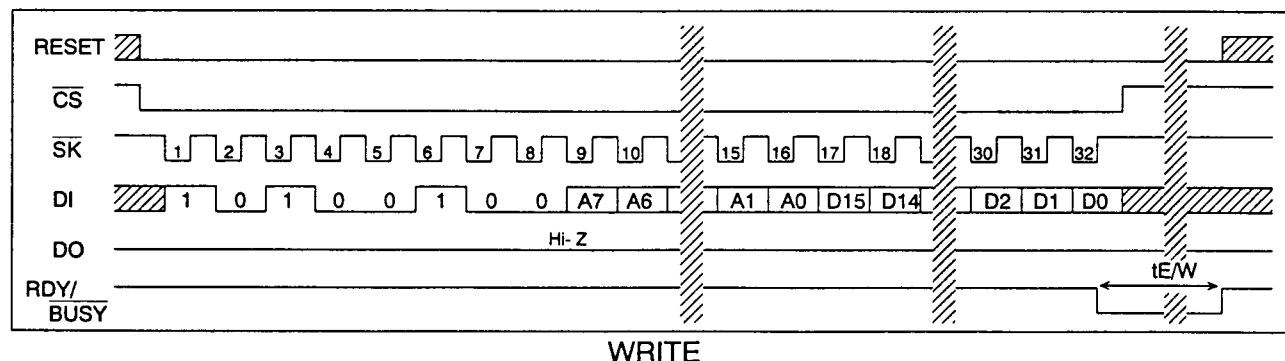 RESET
CS
SK 1 2 3 4 5 6 7 8 9 10 15 16 17 18 30 31 32
DI 1 0 1 0 0 1 0 0 A7 A6 A1 A0 D15 D14 D2 D1 D0
Hi- Z
DO
tE/W
RDY/
BUSY
WRITE